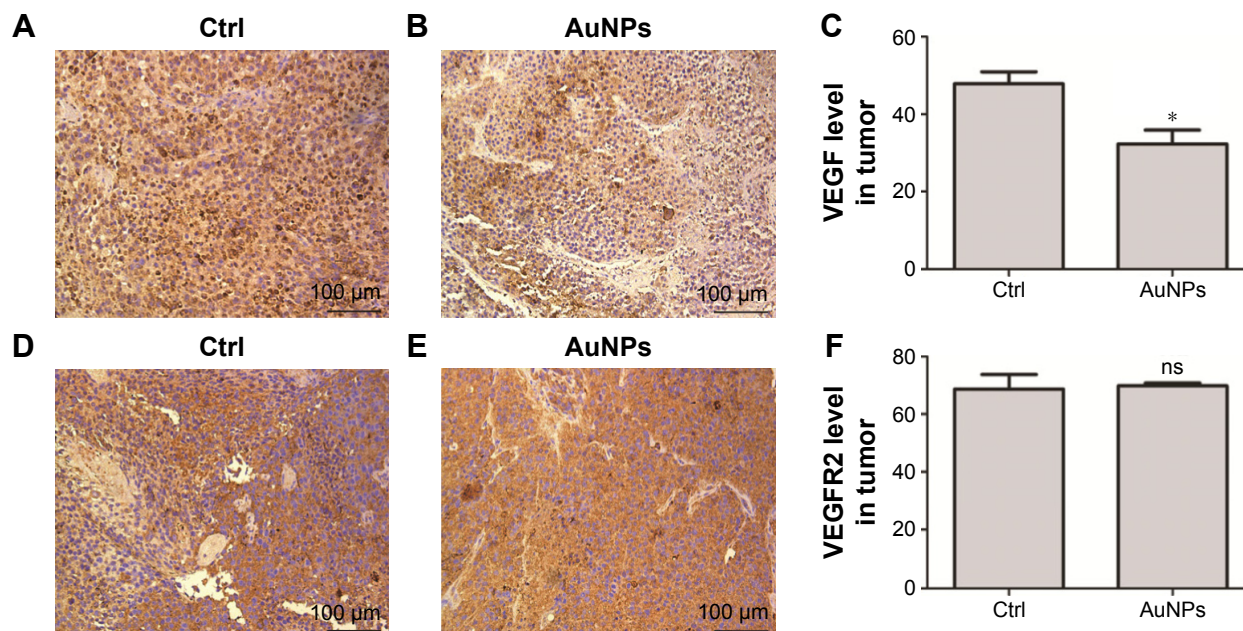 A
Ctrl
B
AuNPs
C
100 µm
100 µm
VEGF level
in tumor
60
40
20
0
*
Ctrl
AuNPs
D
Ctrl
E
AuNPs
F
100 µm
100 µm
VEGFR2 level
in tumor
80
60
40
20
0
ns
Ctrl
AuNPs